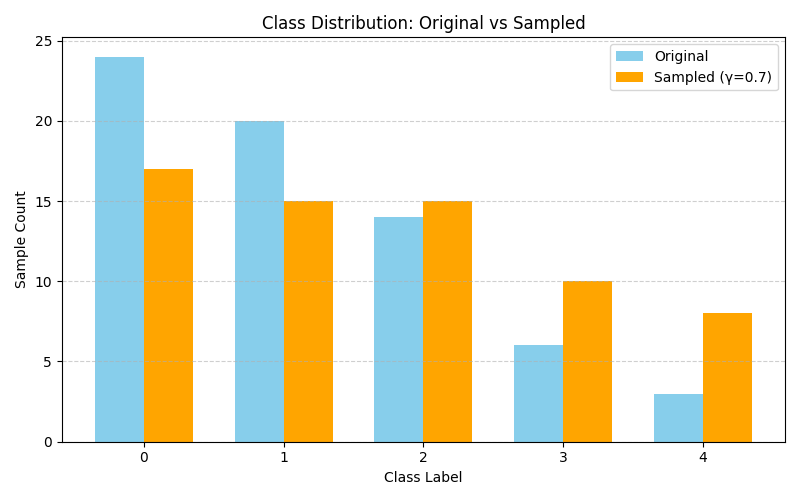 Class Distribution: Original vs Sampled
Original
Sampled (γ=0.7)
Sample Count
25
20
15
10
5
0
0 1 2 3 4
Class Label